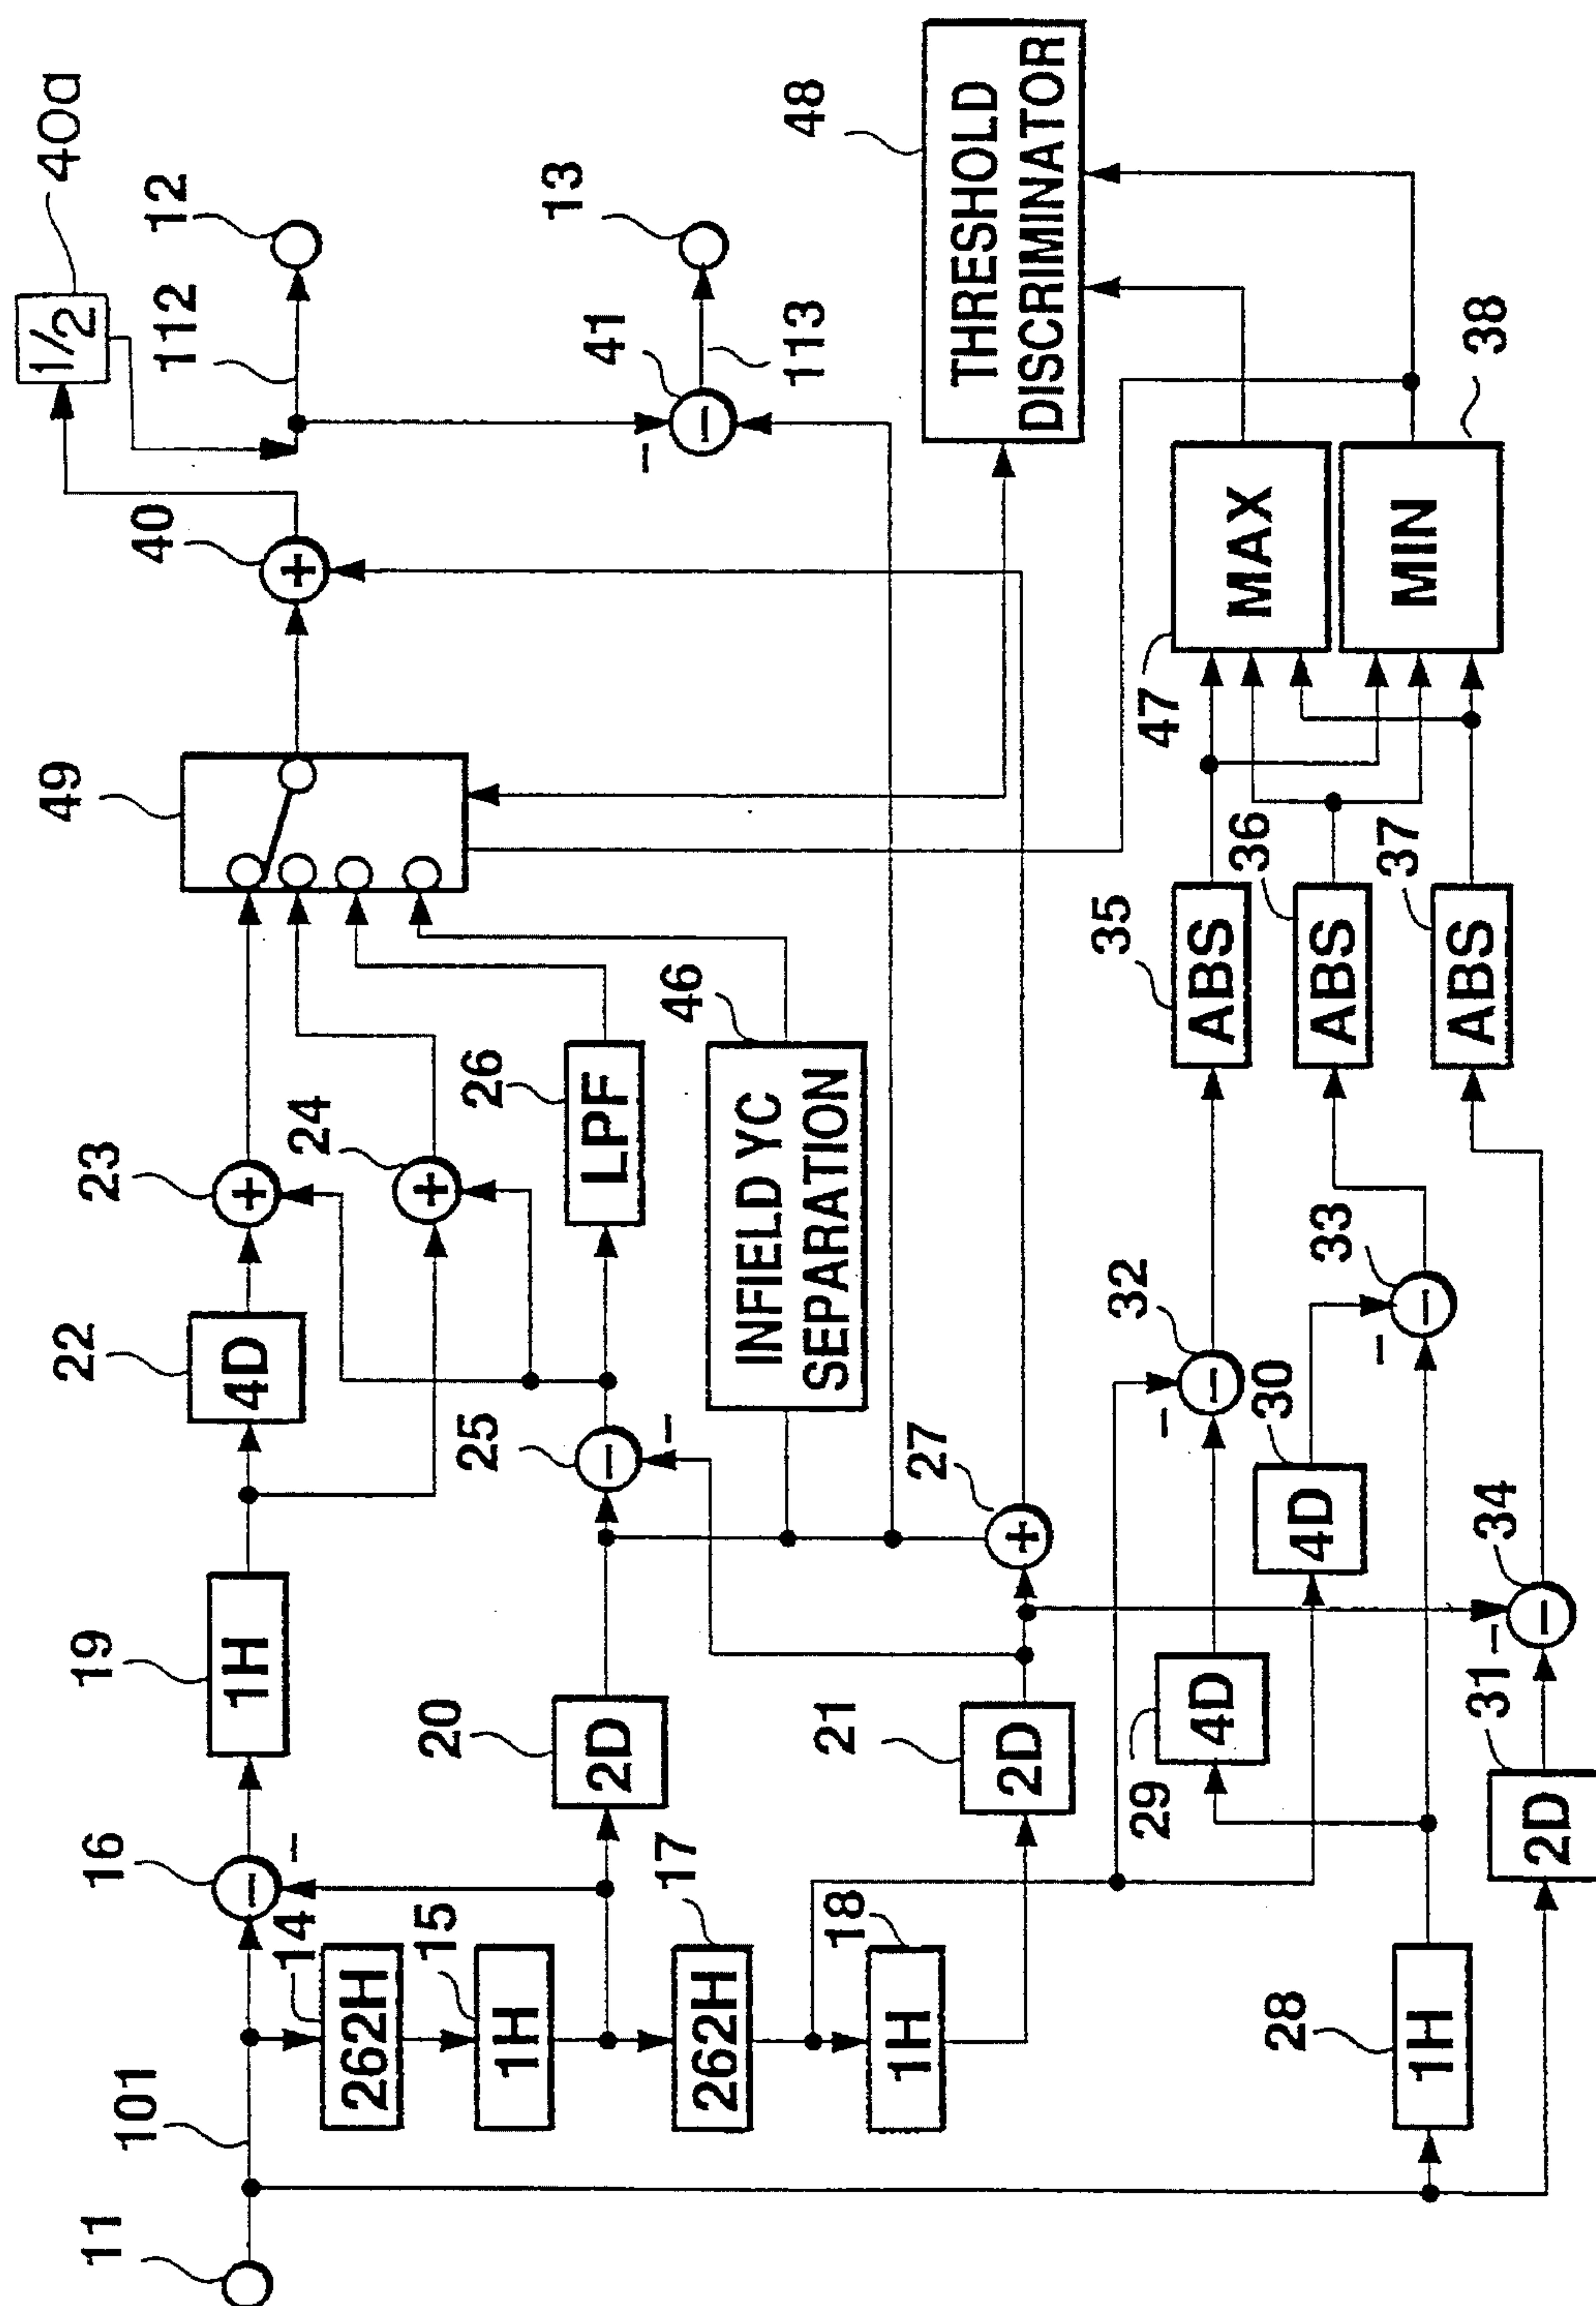 11
101
14
262H
15
1H
16
17
262H
18
1H
19
1H
20
2D
21
2D
22
4D
23
+
24
+
25
−
−
−
−
26
LPF
27
+
46
INFIELD YC
SEPARATION
49
40
+
40a
1/2
112
12
41
−
−
113
13
48
THRESHOLD
DISCRIMINATOR
28
1H
29
4D
30
4D
31
2D
32
−
−
33
−
−
34
−
−
35
ABS
36
ABS
37
ABS
47
MAX
38
MIN